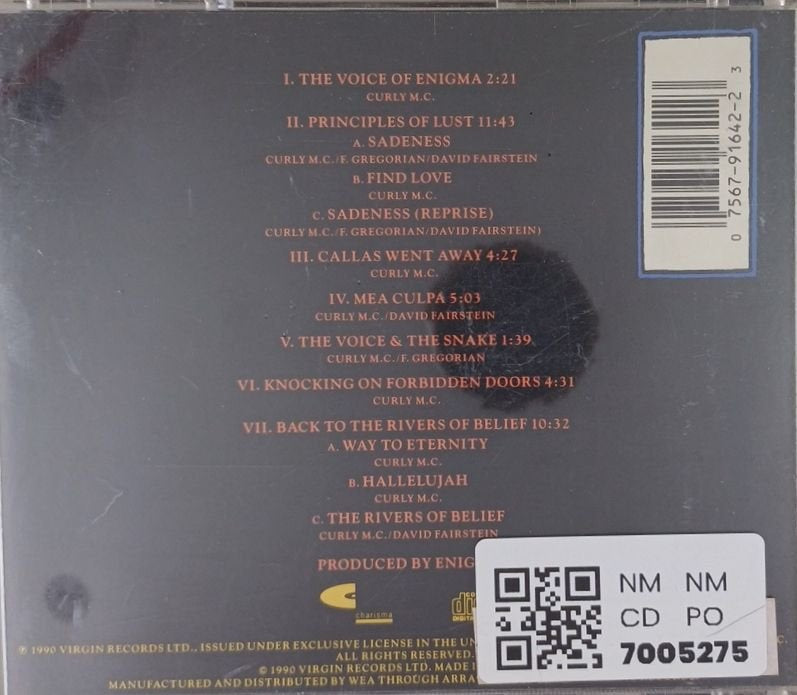 I. THE VOICE OF ENIGMA 2:21
CURLY M.C.
II. PRINCIPLES OF LUST 11:43
A. SADENESS
CURLY M.C./F. GREGORIAN/DAVID FAIRSTEIN
B. FIND LOVE
CURLY M.C.
C. SADENESS (REPRISE)
CURLY M.C./F. GREGORIAN/DAVID FAIRSTEIN)
III. CALLAS WENT AWAY 4:27
CURLY M.C.
IV. MEA CULPA 5:03
CURLY M.C./DAVID FAIRSTEIN
V. THE VOICE & THE SNAKE 1:39
CURLY M.C./F. GREGORIAN
VI. KNOCKING ON FORBIDDEN DOORS 4:31
CURLY M.C.
VII. BACK TO THE RIVERS OF BELIEF 10:32
A. WAY TO ETERNITY
CURLY M.C.
B. HALLELUJAH
CURLY M.C.
C. THE RIVERS OF BELIEF
CURLY M.C./DAVID FAIRSTEIN
PRODUCED BY ENIG
charisma
℗ 1990 VIRGIN RECORDS LTD., ISSUED UNDER EXCLUSIVE LICENSE IN THE UN
ALL RIGHTS RESERVED.
© 1990 VIRGIN RECORDS LTD. MADE I
MANUFACTURED AND DISTRIBUTED BY WEA THROUGH ARRA
0 7567-91642-2 3
NM NM
CD PO
7005275